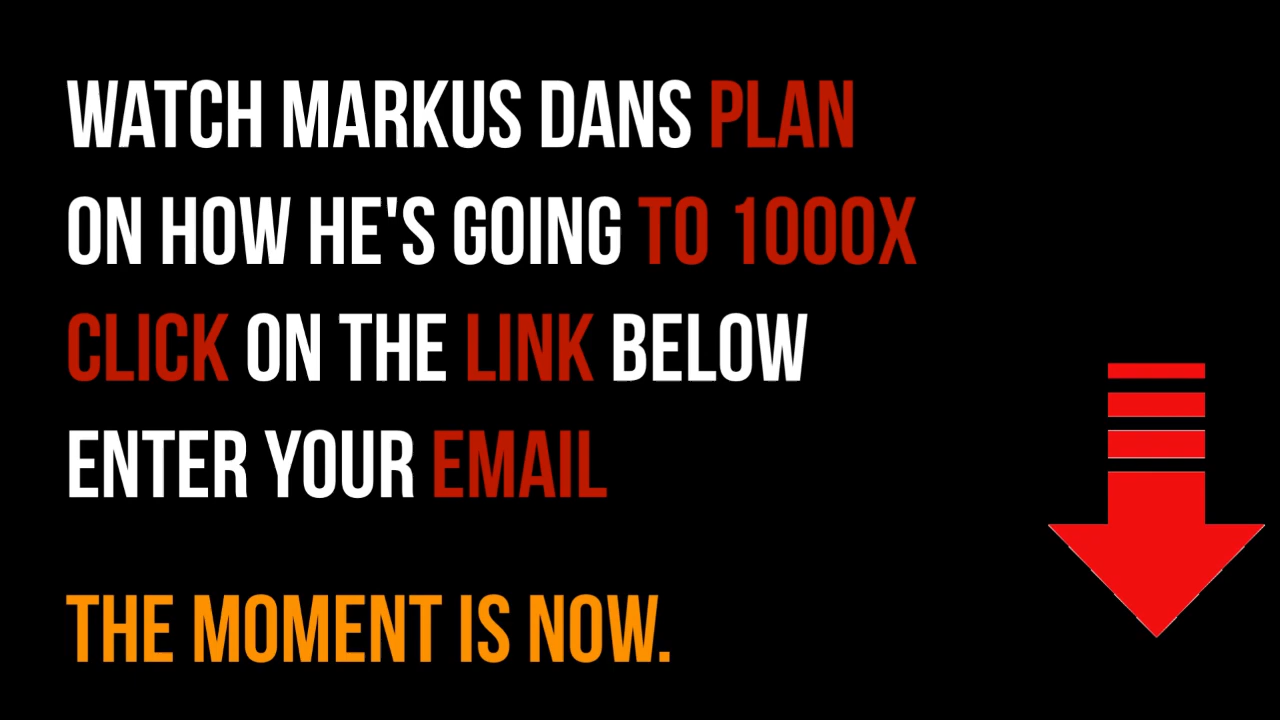 WATCH MARKUS DANS PLAN
ON HOW HE'S GOING TO 1000X
CLICK ON THE LINK BELOW
ENTER YOUR EMAIL
THE MOMENT IS NOW.